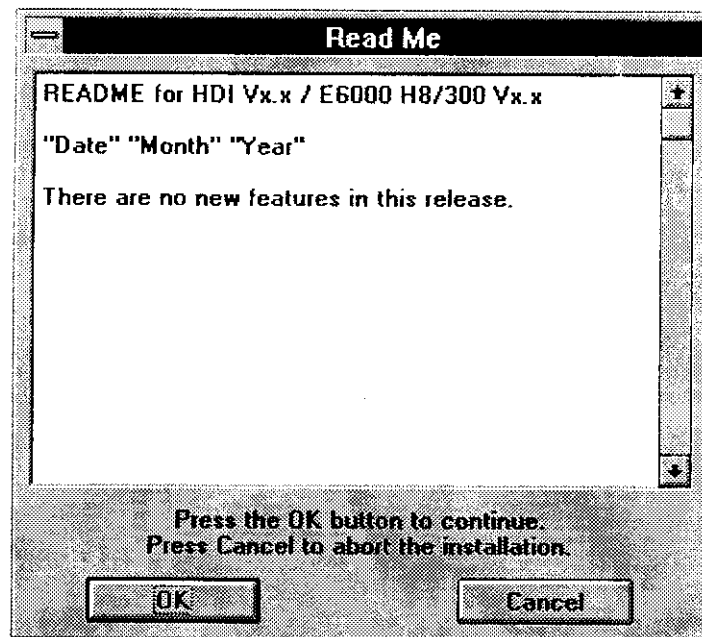 Read Me
README for HDI Vx.x / E6000 H8/300 Vx.x
"Date" "Month" "Year"
There are no new features in this release.
Press the OK button to continue.
Press Cancel to abort the installation.
OK
Cancel